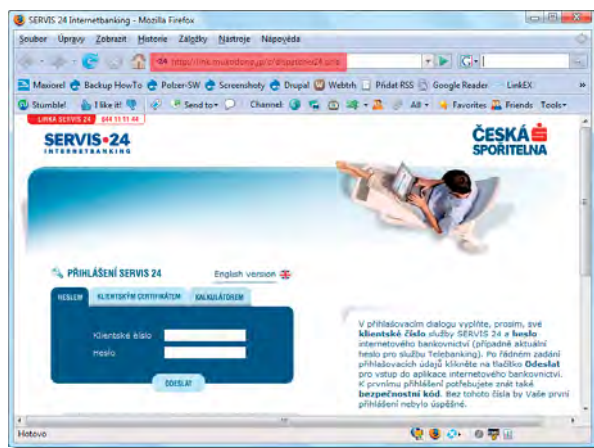 SERVIS 24 Internetbanking - Mozilla Firefox
Soubor Úpravy Zobrazit Historie Záložky Nástroje Nápověda
Maxiorel Backup HowTo Polzer-SW Screenshoty Drupal Webtrh Přidat RSS Google Reader LinkEX »
Stumble! I like it! Send to Channel: All Favorites Friends Tools
LINKA SERVIS 24 844 11 11 44
SERVIS 24
INTERNETBANKING
ČESKÁ
SPOŘITELNA
PŘIHLÁŠENÍ SERVIS 24 English version
HESLEM KLIENTSKÝM CERTIFIKÁTEM KALKULÁTOREM
Klientské číslo
Heslo
ODESLAT
V přihlašovacím dialogu vyplňte, prosím, své
klientské číslo služby SERVIS 24 a heslo
internetového bankovnictví (případně aktuální
heslo pro službu Telebanking). Po řádném zadání
přihlašovacích údajů klikněte na tlačítko Odeslat
pro vstup do aplikace internetového bankovnictví.
K prvnímu přihlášení potřebujete znát také
bezpečnostní kód. Bez tohoto čísla by Vaše první
přihlášení nebylo úspěšné.
Hotovo